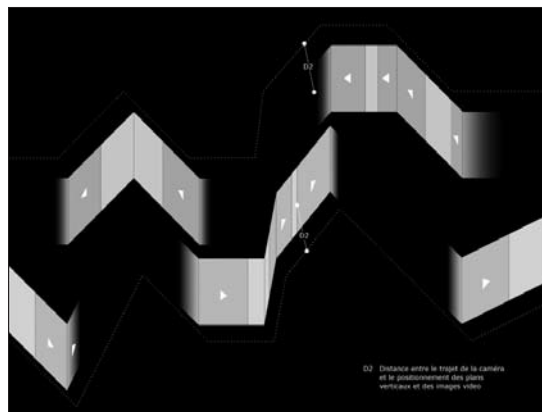 D2
D2
D2 Distance entre le trajet de la caméra
et le positionnement des plans
verticaux et des images video